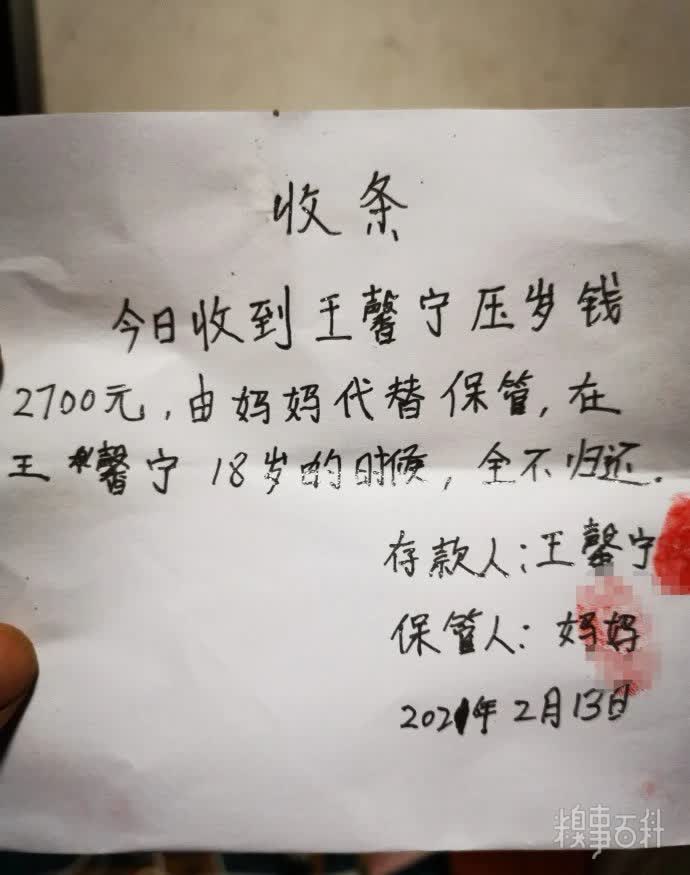 收条
今日收到王馨宁压岁钱
2700元,由妈妈代替保管,在
王馨宁18岁的时候,全不归还.
存款人:王馨宁
保管人:妈妈
2021年2月13日
糗事百科